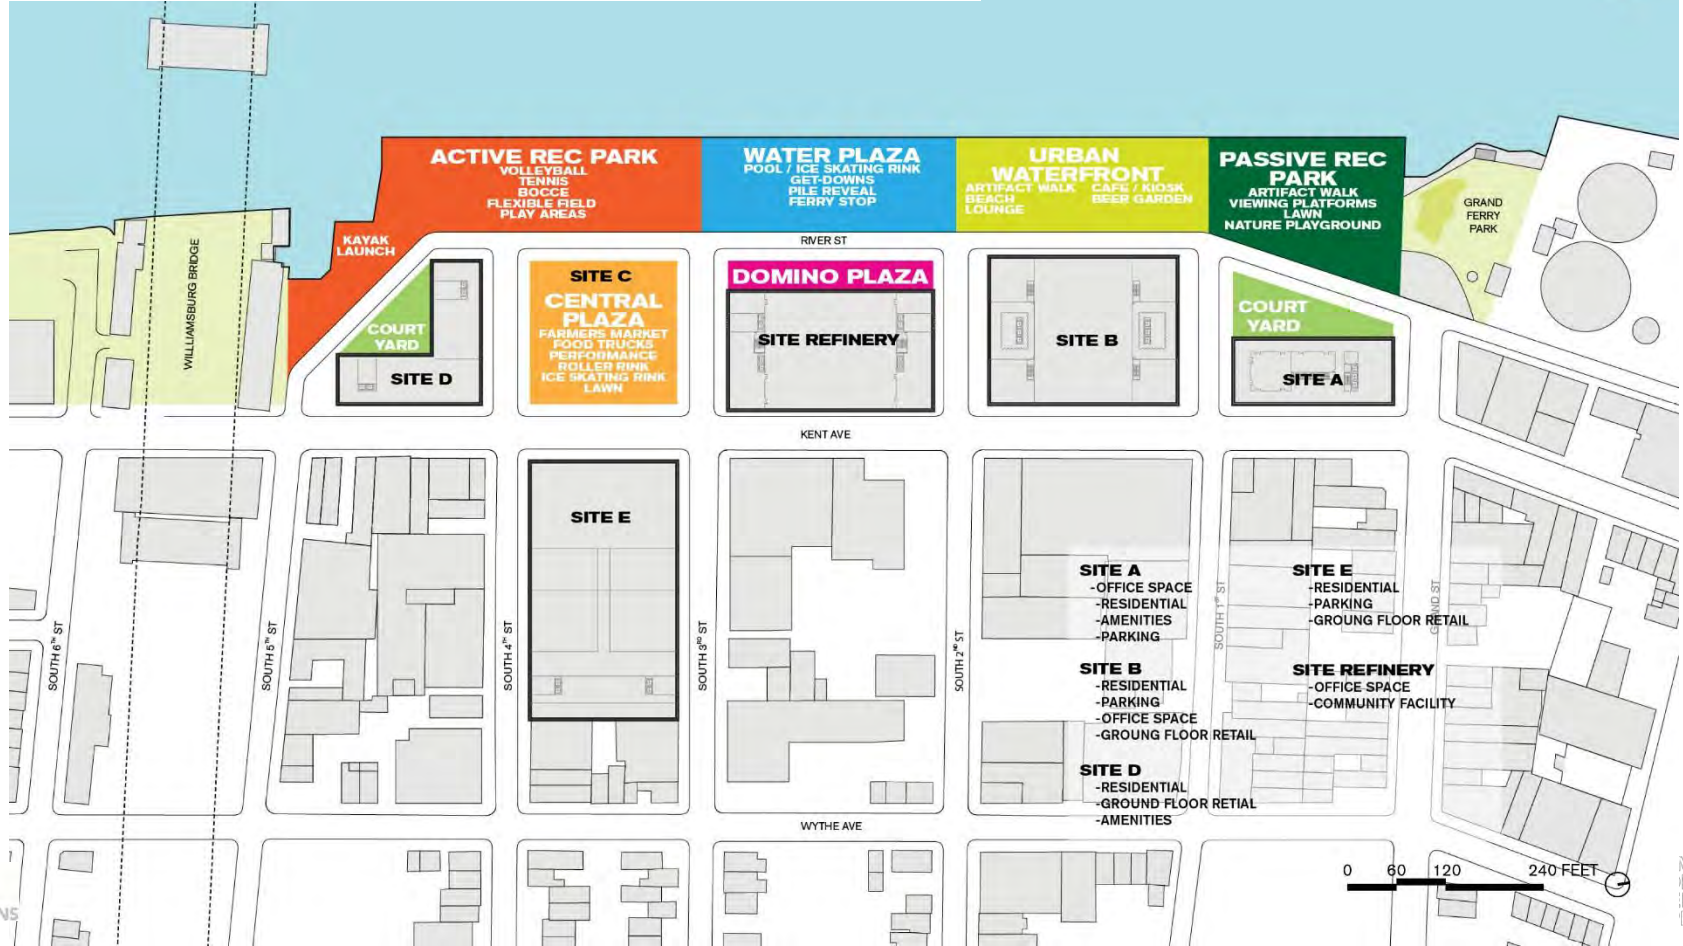 ACTIVE REC PARK
VOLLEYBALL
TENNIS
BOCCE
FLEXIBLE FIELD
PLAY AREAS
KAYAK
LAUNCH
WATER PLAZA
POOL / ICE SKATING RINK
GET-DOWNS
PILE REVEAL
FERRY STOP
URBAN
WATERFRONT
ARTIFACT WALK
BEACH
LOUNGE
CAFE / KIOSK
BEER GARDEN
PASSIVE REC
PARK
ARTIFACT WALK
VIEWING PLATFORMS
LAWN
NATURE PLAYGROUND
GRAND
FERRY
PARK
RIVER ST
WILLLIAMSBURG BRIDGE
COURT
YARD
SITE D
SITE C
CENTRAL
PLAZA
FARMERS MARKET
FOOD TRUCKS
PERFORMANCE
ROLLER RINK
ICE SKATING RINK
LAWN
DOMINO PLAZA
SITE REFINERY
SITE B
COURT
YARD
SITE A
KENT AVE
SITE E
SOUTH 6TH ST
SOUTH 5TH ST
SOUTH 4TH ST
SOUTH 3RD ST
SOUTH 2ND ST
SOUTH 1ST ST
GRAND ST
SITE A
-OFFICE SPACE
-RESIDENTIAL
-AMENITIES
-PARKING
SITE B
-RESIDENTIAL
-PARKING
-OFFICE SPACE
-GROUNG FLOOR RETAIL
SITE D
-RESIDENTIAL
-GROUND FLOOR RETIAL
-AMENITIES
SITE E
-RESIDENTIAL
-PARKING
-GROUNG FLOOR RETAIL
SITE REFINERY
-OFFICE SPACE
-COMMUNITY FACILITY
WYTHE AVE
0 60 120 240 FEET
NS